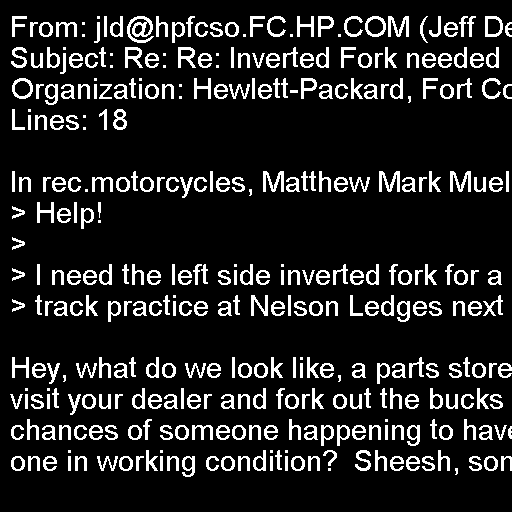 From: jld@hpfcso.FC.HP.COM (Jeff De
Subject: Re: Re: Inverted Fork needed
Organization: Hewlett-Packard, Fort Co
Lines: 18

In rec.motorcycles, Matthew Mark Muel
> Help!
>
> I need the left side inverted fork for a
> track practice at Nelson Ledges next

Hey, what do we look like, a parts store
visit your dealer and fork out the bucks
chances of someone happening to have
one in working condition?  Sheesh, som